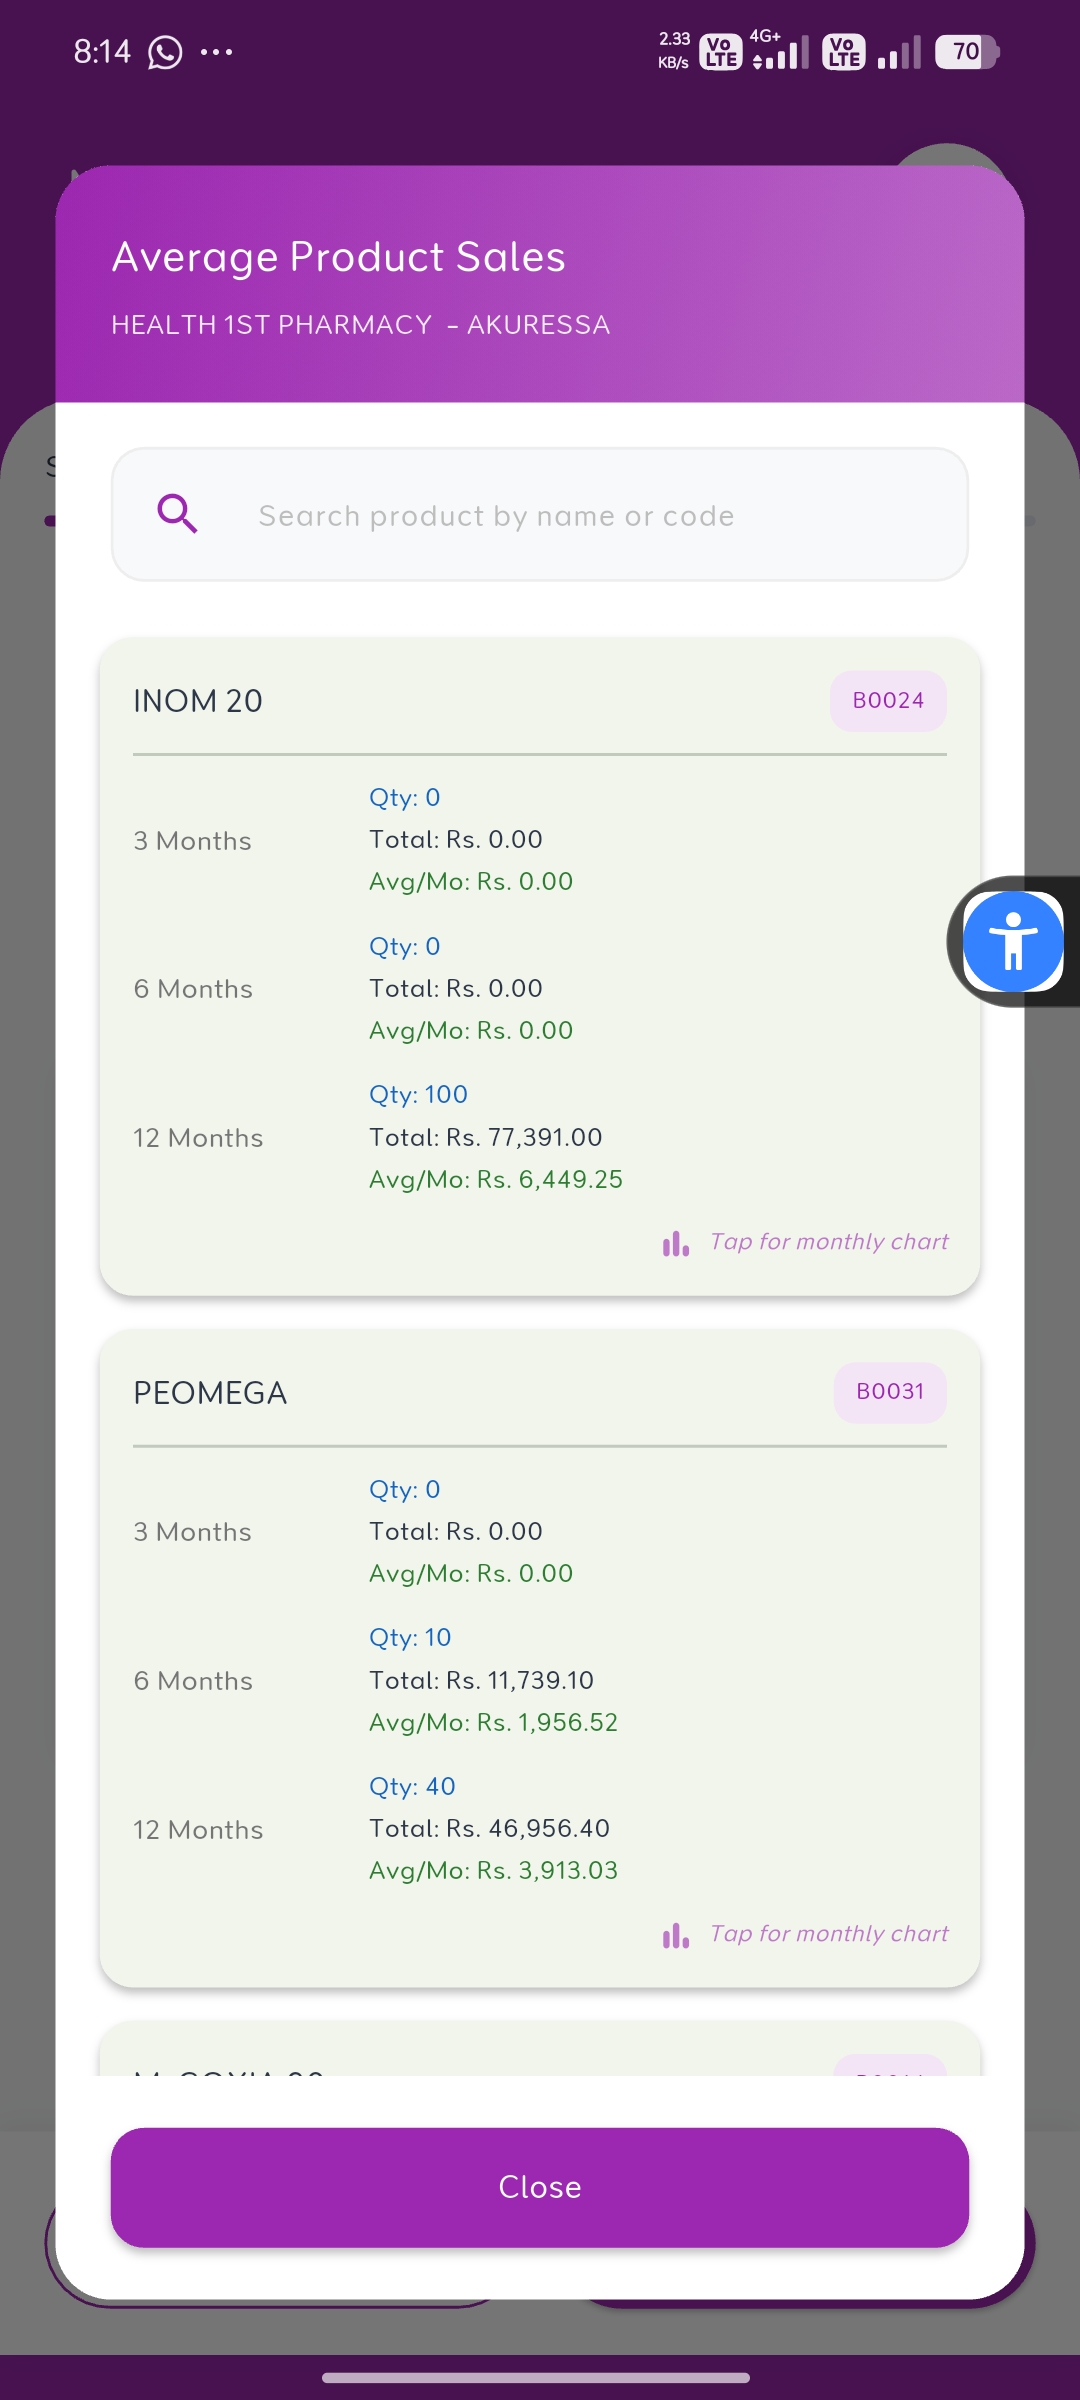 8:14
2.33
KB/s
Vo
LTE
4G+
Vo
LTE
70
Average Product Sales
HEALTH 1ST PHARMACY - AKURESSA
Search product by name or code
INOM 20
B0024
3 Months
Qty: 0
Total: Rs. 0.00
Avg/Mo: Rs. 0.00
6 Months
Qty: 0
Total: Rs. 0.00
Avg/Mo: Rs. 0.00
12 Months
Qty: 100
Total: Rs. 77,391.00
Avg/Mo: Rs. 6,449.25
Tap for monthly chart
PEOMEGA
B0031
3 Months
Qty: 0
Total: Rs. 0.00
Avg/Mo: Rs. 0.00
6 Months
Qty: 10
Total: Rs. 11,739.10
Avg/Mo: Rs. 1,956.52
12 Months
Qty: 40
Total: Rs. 46,956.40
Avg/Mo: Rs. 3,913.03
Tap for monthly chart
Close